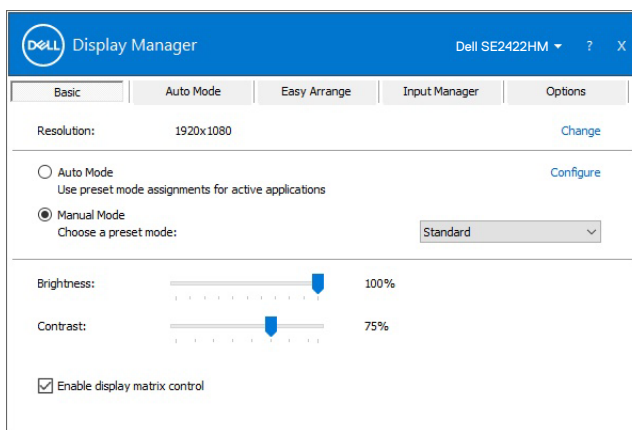 DELL Display Manager Dell SE2422HM ? X
Basic Auto Mode Easy Arrange Input Manager Options
Resolution: 1920x1080 Change
Auto Mode Configure
Use preset mode assignments for active applications
Manual Mode
Choose a preset mode: Standard
Brightness: 100%
Contrast: 75%
Enable display matrix control